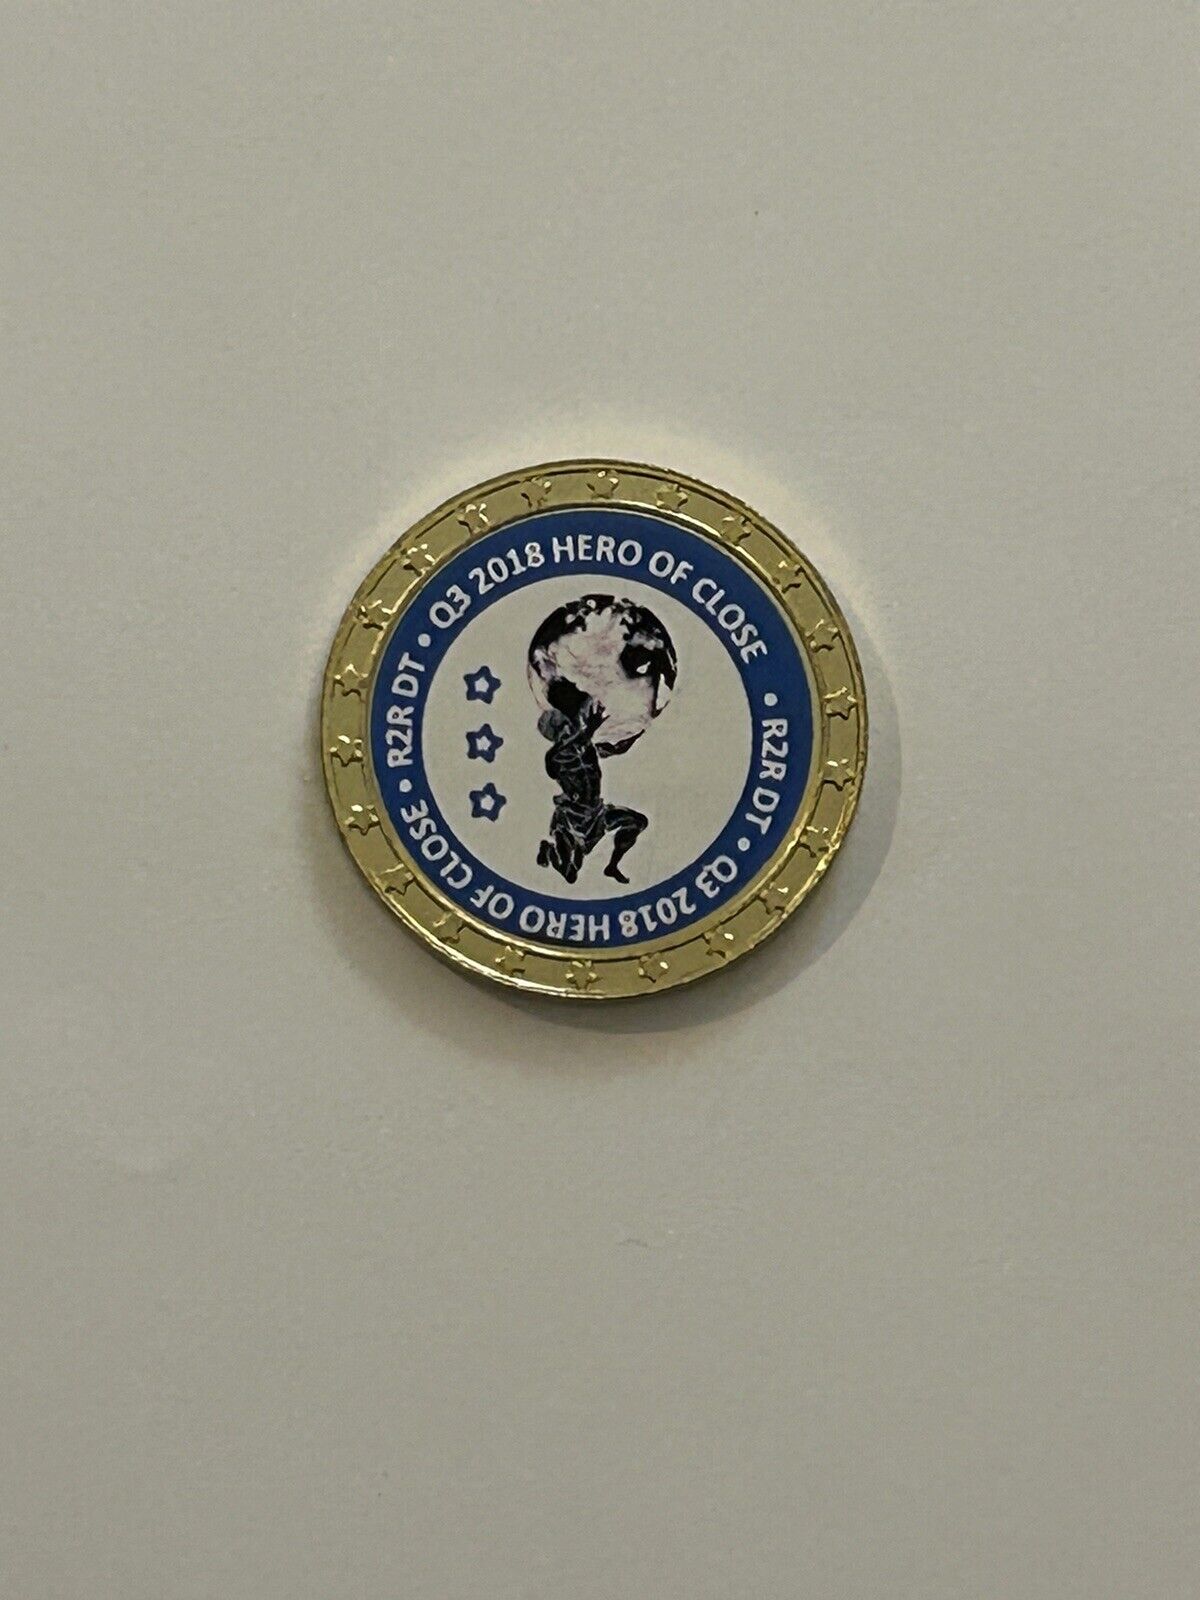 • Q3 2018 HERO OF CLOSE • R2R DT • Q3 2018 HERO OF CLOSE • R2R DT